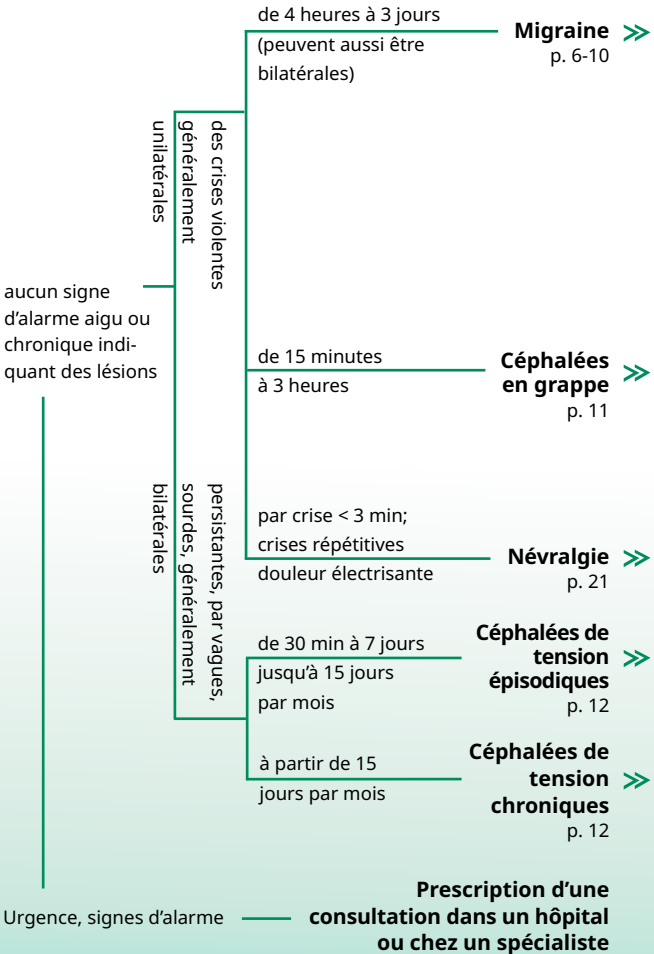 de 4 heures à 3 jours
(peuvent aussi être
bilatérales)
Migraine
p. 6-10
des crises violentes
généralement
unilatérales
aucun signe
d'alarme aigu ou
chronique indi-
quant des lésions
de 15 minutes
à 3 heures
Céphalées
en grappe
p. 11
par crise < 3 min;
crises répétitives
douleur électrisante
Névralgie
p. 21
persistantes, par vagues,
sourdes, généralement
bilatérales
de 30 min à 7 jours
jusqu'à 15 jours
par mois
Céphalées de
tension
épisodiques
p. 12
à partir de 15
jours par mois
Céphalées de
tension
chroniques
p. 12
Urgence, signes d'alarme
Prescription d'une
consultation dans un hôpital
ou chez un spécialiste